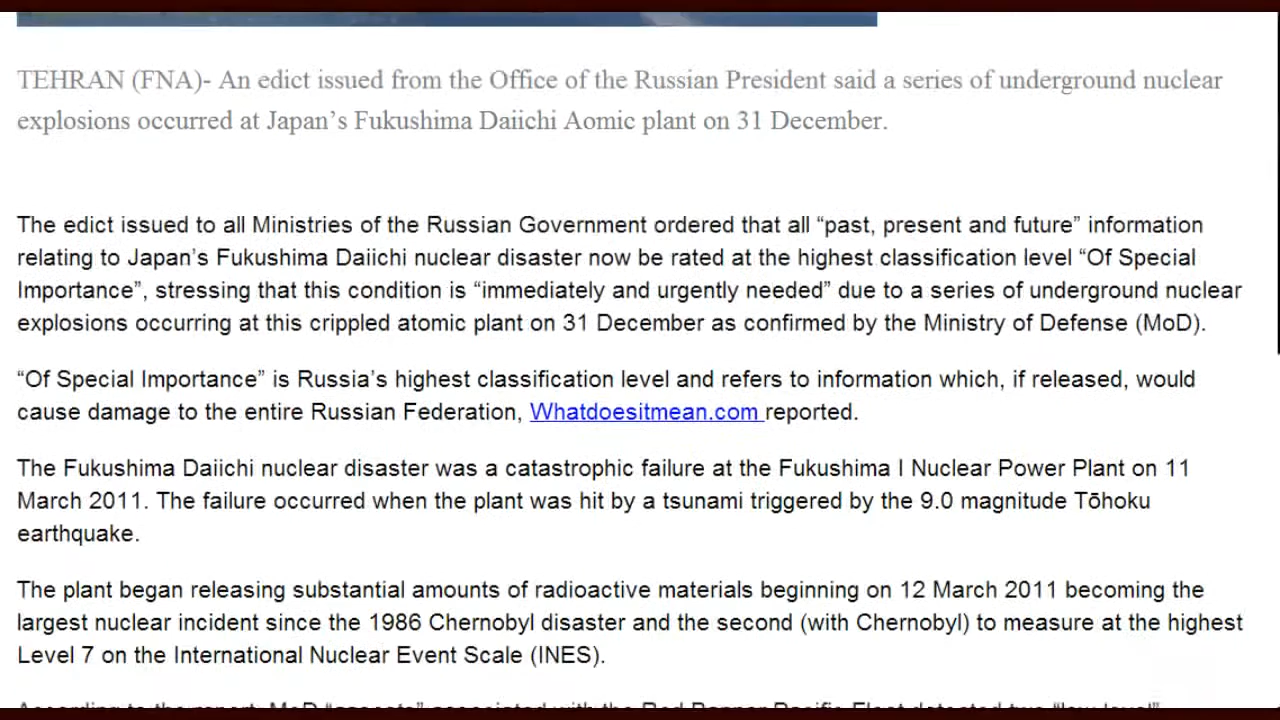 TEHRAN (FNA)- An edict issued from the Office of the Russian President said a series of underground nuclear
explosions occurred at Japan’s Fukushima Daiichi Aomic plant on 31 December.
The edict issued to all Ministries of the Russian Government ordered that all “past, present and future” information
relating to Japan’s Fukushima Daiichi nuclear disaster now be rated at the highest classification level “Of Special
Importance”, stressing that this condition is “immediately and urgently needed” due to a series of underground nuclear
explosions occurring at this crippled atomic plant on 31 December as confirmed by the Ministry of Defense (MoD).
“Of Special Importance” is Russia’s highest classification level and refers to information which, if released, would
cause damage to the entire Russian Federation, Whatdoesitmean.com reported.
The Fukushima Daiichi nuclear disaster was a catastrophic failure at the Fukushima I Nuclear Power Plant on 11
March 2011. The failure occurred when the plant was hit by a tsunami triggered by the 9.0 magnitude Tōhoku
earthquake.
The plant began releasing substantial amounts of radioactive materials beginning on 12 March 2011 becoming the
largest nuclear incident since the 1986 Chernobyl disaster and the second (with Chernobyl) to measure at the highest
Level 7 on the International Nuclear Event Scale (INES).